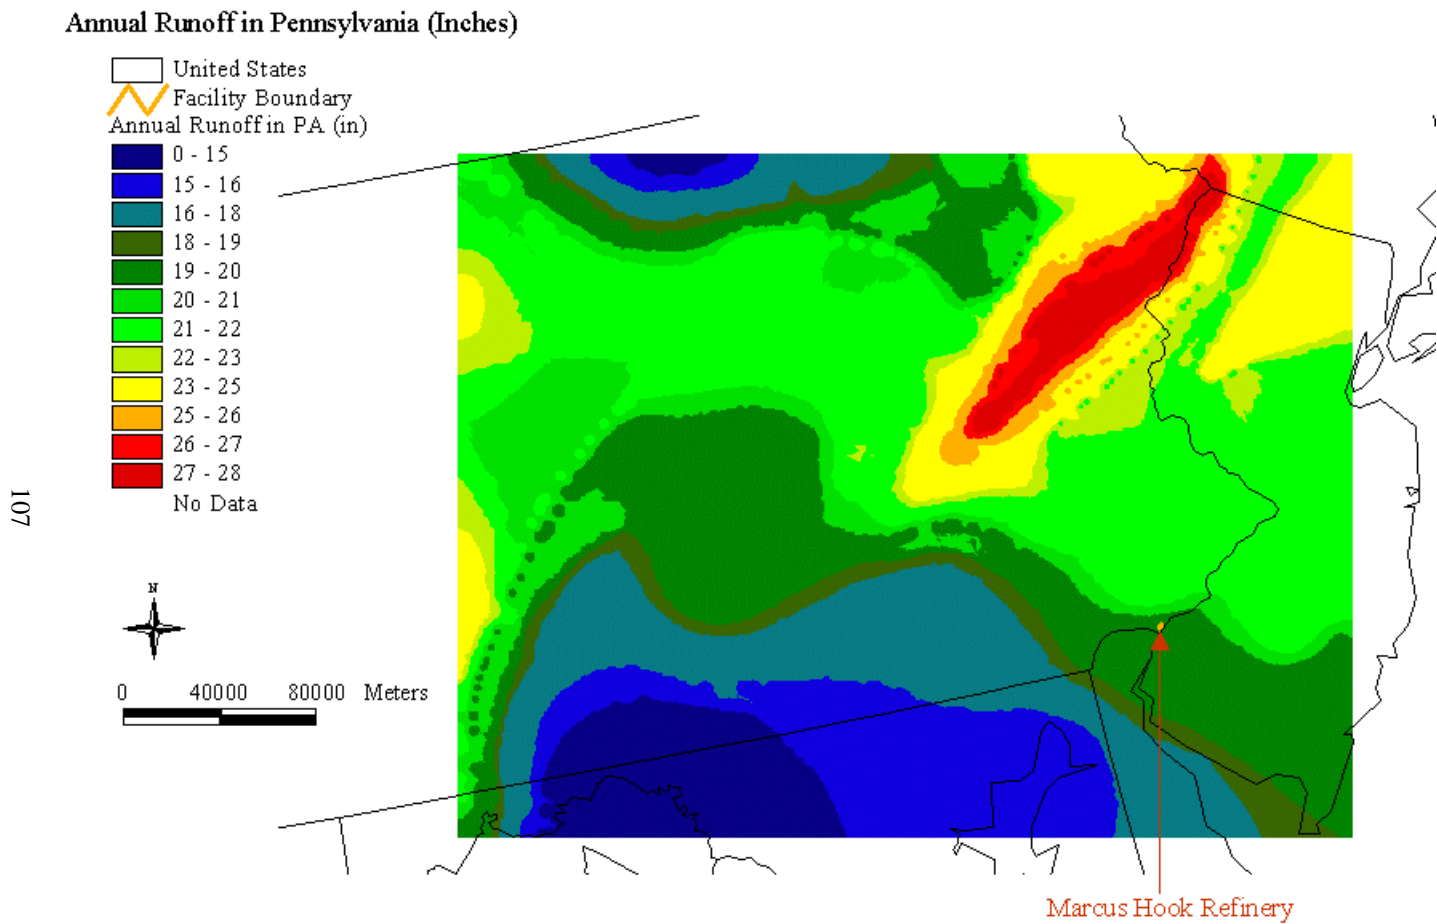 Annual Runoff in Pennsylvania (Inches)
United States
Facility Boundary
Annual Runoff in PA (in)
0 - 15
15 - 16
16 - 18
18 - 19
19 - 20
20 - 21
21 - 22
22 - 23
23 - 25
25 - 26
26 - 27
27 - 28
No Data
107
N
0 40000 80000 Meters
Marcus Hook Refinery